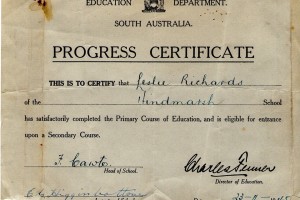 EDUCATION DEPARTMENT.
SOUTH AUSTRALIA.
PROGRESS CERTIFICATE
THIS IS TO CERTIFY that Leslie Richards
of the Hindmarsh School
has satisfactorily completed the Primary Course of Education, and is eligible for entrance
upon a Secondary Course.
Head of School.
Charles Fenner
Director of Education.